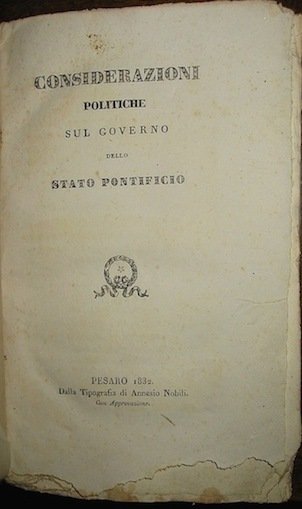 CONSIDERAZIONI
POLITICHE
SUL GOVERNO
DELLO
STATO PONTIFICIO
PESARO 1832.
Dalla Tipografia di Annesio Nobili.
Con Approvazione.